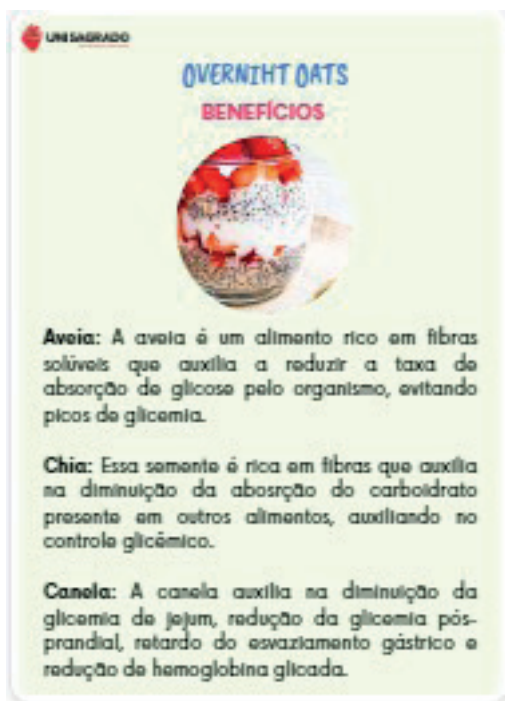 UNISAGRADO
OVERNIHT OATS
BENEFÍCIOS
Aveia: A aveia é um alimento rico em fibras
solúveis que auxilia a reduzir a taxa de
absorção de glicose pelo organismo, evitando
picos de glicemia.
Chia: Essa semente é rica em fibras que auxilia
na diminuição da abosrção do carboidrato
presente em outros alimentos, auxiliando no
controle glicêmico.
Canela: A canela auxilia na diminuição da
glicemia de jejum, redução da glicemia pós-
prandial, retardo do esvaziamento gástrico e
redução de hemoglobina glicada.